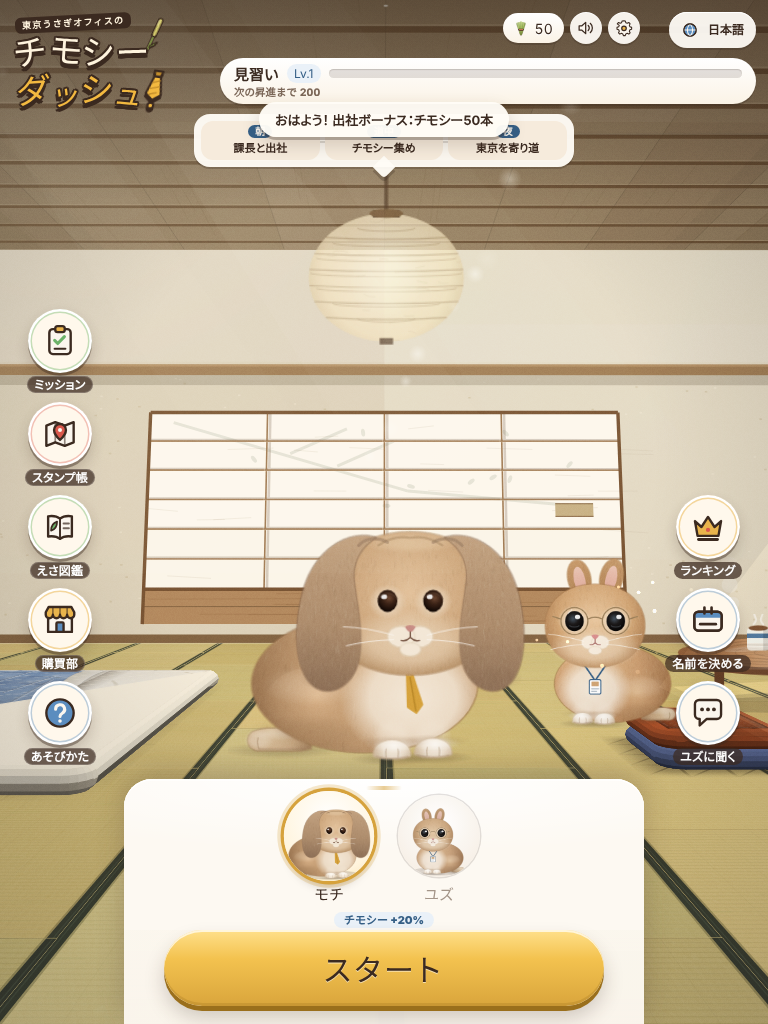 東京うさぎオフィスの
チモシー
ダッシュ
50
日本語
見習い Lv.1
次の昇進まで 200
おはよう! 出社ボーナス:チモシー50本
朝
夜
課長と出社
チモシー集め
東京を寄り道
ミッション
スタンプ帳
えさ図鑑
購買部
あそびかた
ランキング
名前を決める
ユズに聞く
モチ
ユズ
チモシー +20%
スタート